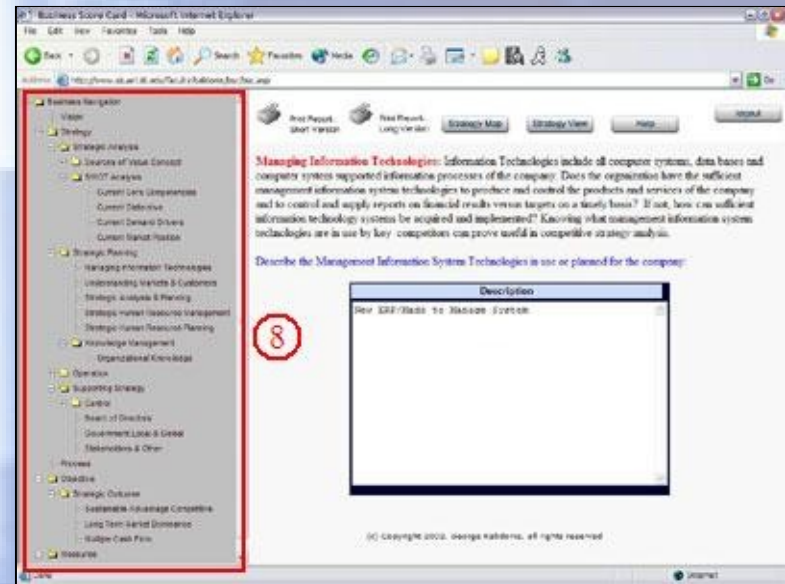 Business Score Card - Microsoft Internet Explorer
File Edit View Favorites Tools Help
Back Search Favorites Media
Address Go
Business Navigator
Vision
Strategy
Strategic Analysis
Sources of Value Concept
SWOT Analysis
Current Core Competencies
Current
Current Demand Drivers
Current Market Position
Strategic Planning
Managing Information Technologies
Understanding Markets & Customers
Strategic Analysis & Planning
Strategic Human Resource Management
Strategic Human Resource Planning
Knowledge Management
Organizational Knowledge
Operation
Supporting Strategy
Control
Board of Directors
Government Local & Global
Stakeholders & Other
Process
Objective
Strategic Outcome
Sustainable Advantage Competitive
Long Term Market Dominance
Cash Flow
Measures
8
Print Report Short Version
Print Report Long Version
Strategy Map
Strategy View
Help
logout
Managing Information Technologies: Information Technologies include all computer systems, data bases and
computer system supported information processes of the company. Does the organization have the sufficient
management information system technologies to produce and control the products and services of the company
and to control and supply reports on financial results versus targets on a timely basis? If not, how can sufficient
information technology systems be acquired and implemented? Knowing what management information system
technologies are in use by key competitors can prove useful in competitive strategy analysis.
Describe the Management Information System Technologies in use or planned for the company:
Description
New ERP/Made to Manage System
(c) Copyright 2002, George all rights reserved
Done
Internet